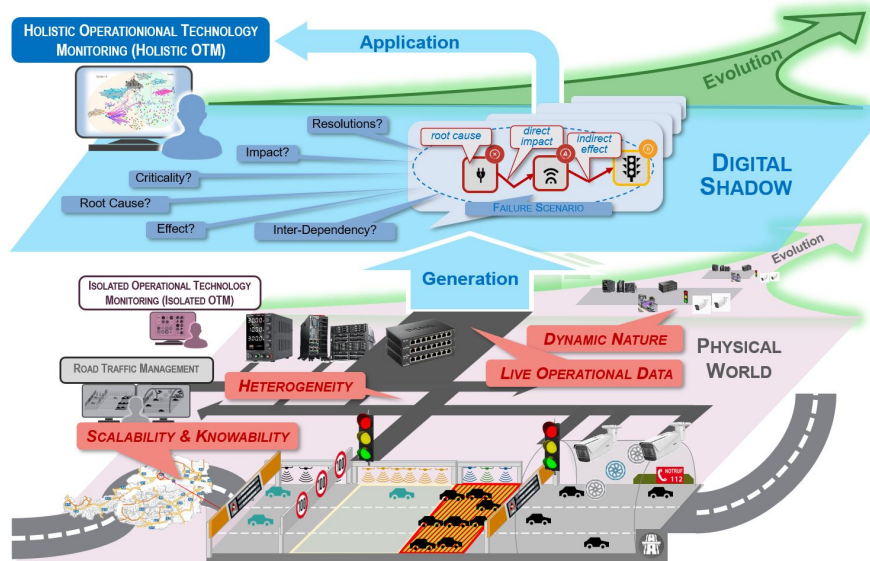 HOLISTIC OPERATIONIONAL TECHNOLOGY
MONITORING (HOLISTIC OTM)
Application
Evolution
Resolutions?
Impact?
Criticality?
Root Cause?
Effect?
Inter-Dependency?
root cause
direct
impact
indirect
effect
FAILURE SCENARIO
DIGITAL
SHADOW
Generation
Evolution
ISOLATED OPERATIONAL TECHNOLOGY
MONITORING (ISOLATED OTM)
DYNAMIC NATURE
PHYSICAL
WORLD
LIVE OPERATIONAL DATA
HETEROGENEITY
ROAD TRAFFIC MANAGEMENT
SCALABILITY & KNOWABILITY
100
100
100
NOTRUF
112